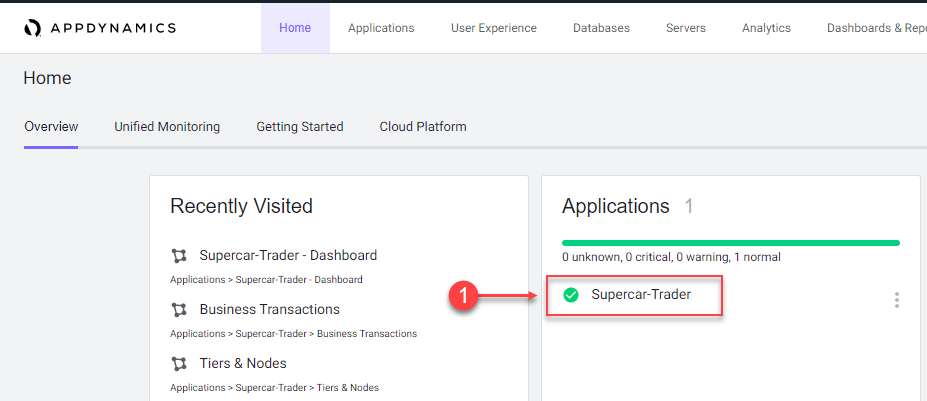 APPDYNAMICS
Home Applications User Experience Databases Servers Analytics Dashboards & Repo
Home
Overview Unified Monitoring Getting Started Cloud Platform
Recently Visited
Supercar-Trader - Dashboard
Applications > Supercar-Trader - Dashboard
Business Transactions
Applications > Supercar-Trader > Business Transactions
Tiers & Nodes
Applications > Supercar-Trader > Tiers & Nodes
Applications 1
0 unknown, 0 critical, 0 warning, 1 normal
1
Supercar-Trader